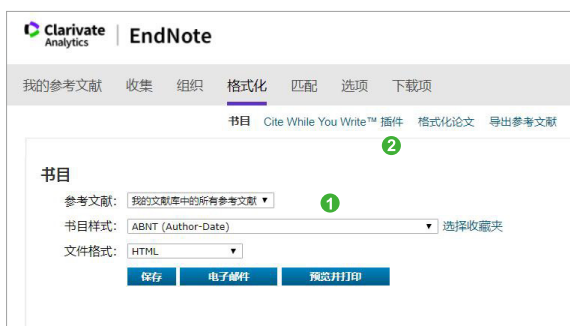 Clarivate
Analytics
EndNote
我的参考文献 收集 组织 格式化 匹配 选项 下载项
书目 Cite While You Write™ 插件 格式化论文 导出参考文献
2
书目
参考文献: 我的文献库中的所有参考文献 ▼
1
书目样式: ABNT (Author-Date) ▼ 选择收藏夹
文件格式: HTML ▼
保存 电子邮件 预览并打印